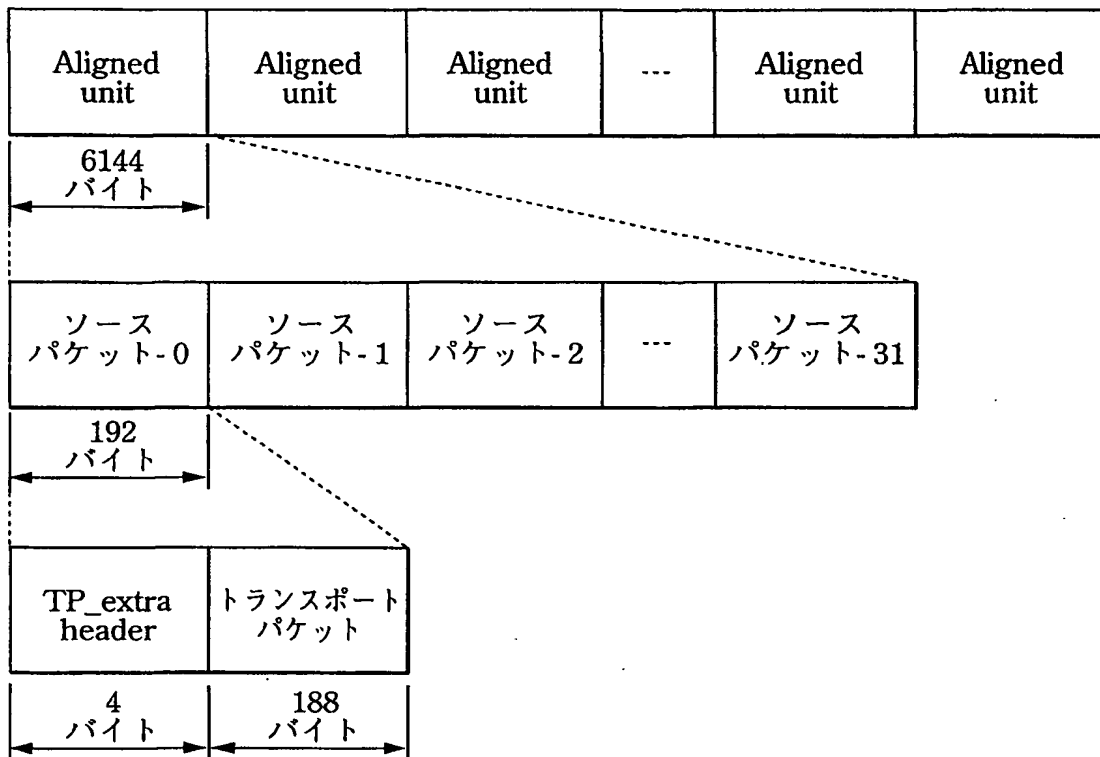 Aligned unit
Aligned unit
Aligned unit
---
Aligned unit
Aligned unit
6144
バイト
ソース
パケット-0
ソース
パケット-1
ソース
パケット-2
---
ソース
パケット-31
192
バイト
TP_extra
header
トランスポート
パケット
4
バイト
188
バイト